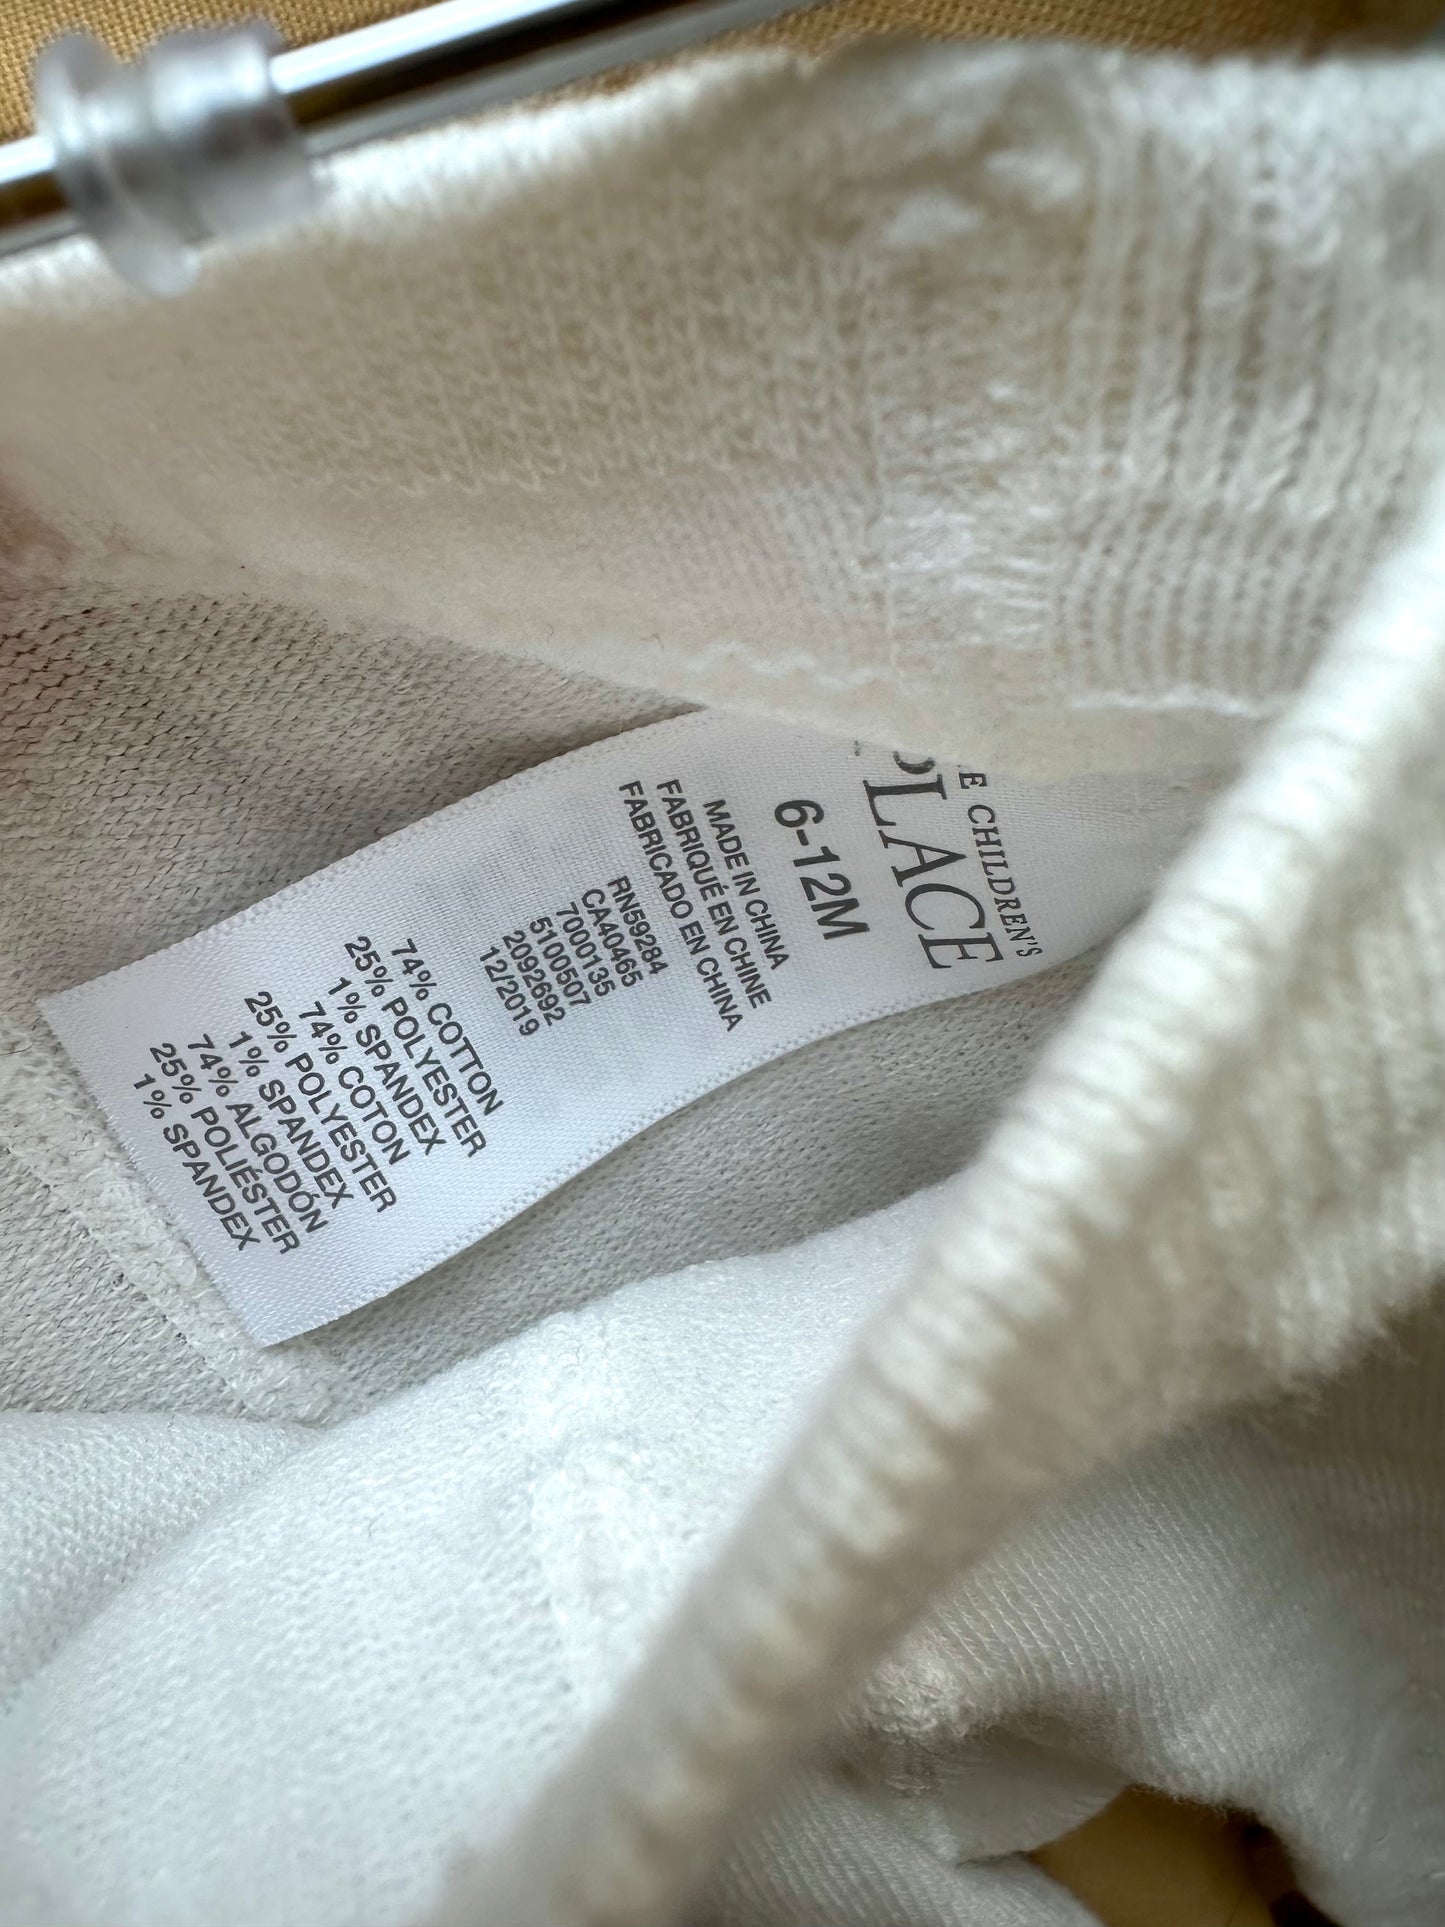 CHILDREN'S
PLACE
6-12M
MADE IN CHINA
FABRIQUÉ EN CHINE
FABRICADO EN CHINA
RN59284
CA40465
7000135
5100507
2092692
12/2019
74% COTTON
25% POLYESTER
1% SPANDEX
74% COTON
25% POLYESTER
1% SPANDEX
74% ALGODÓN
25% POLIÉSTER
1% SPANDEX